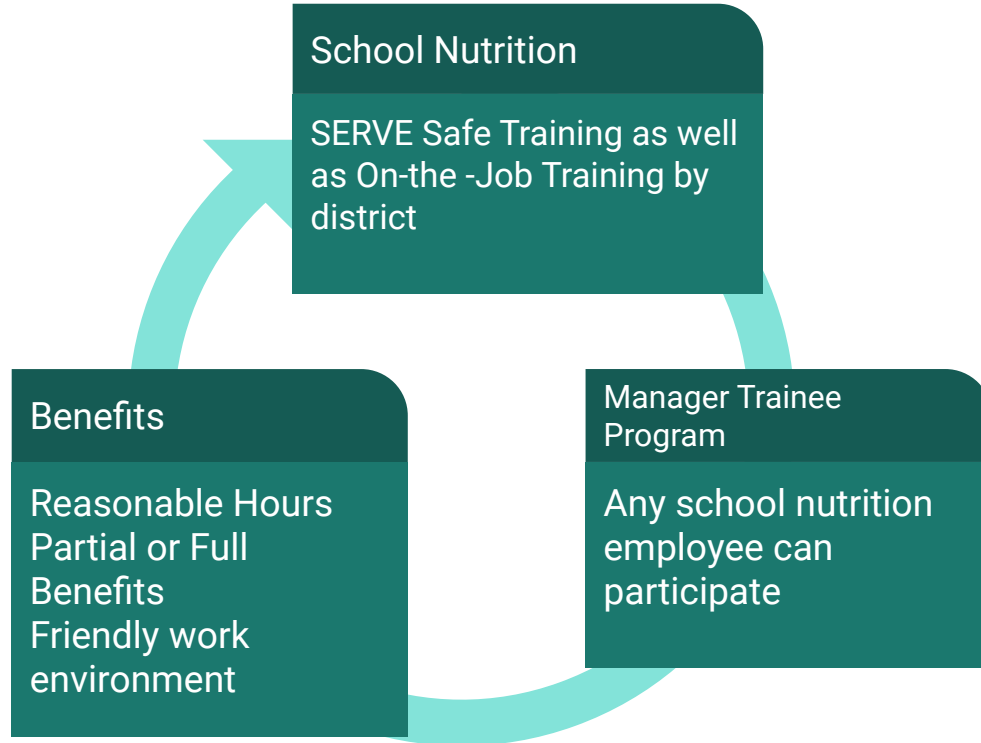 School Nutrition
SERVE Safe Training as well
as On-the -Job Training by
district
Manager Trainee
Program
Any school nutrition
employee can
participate
Benefits
Reasonable Hours
Partial or Full
Benefits
Friendly work
environment